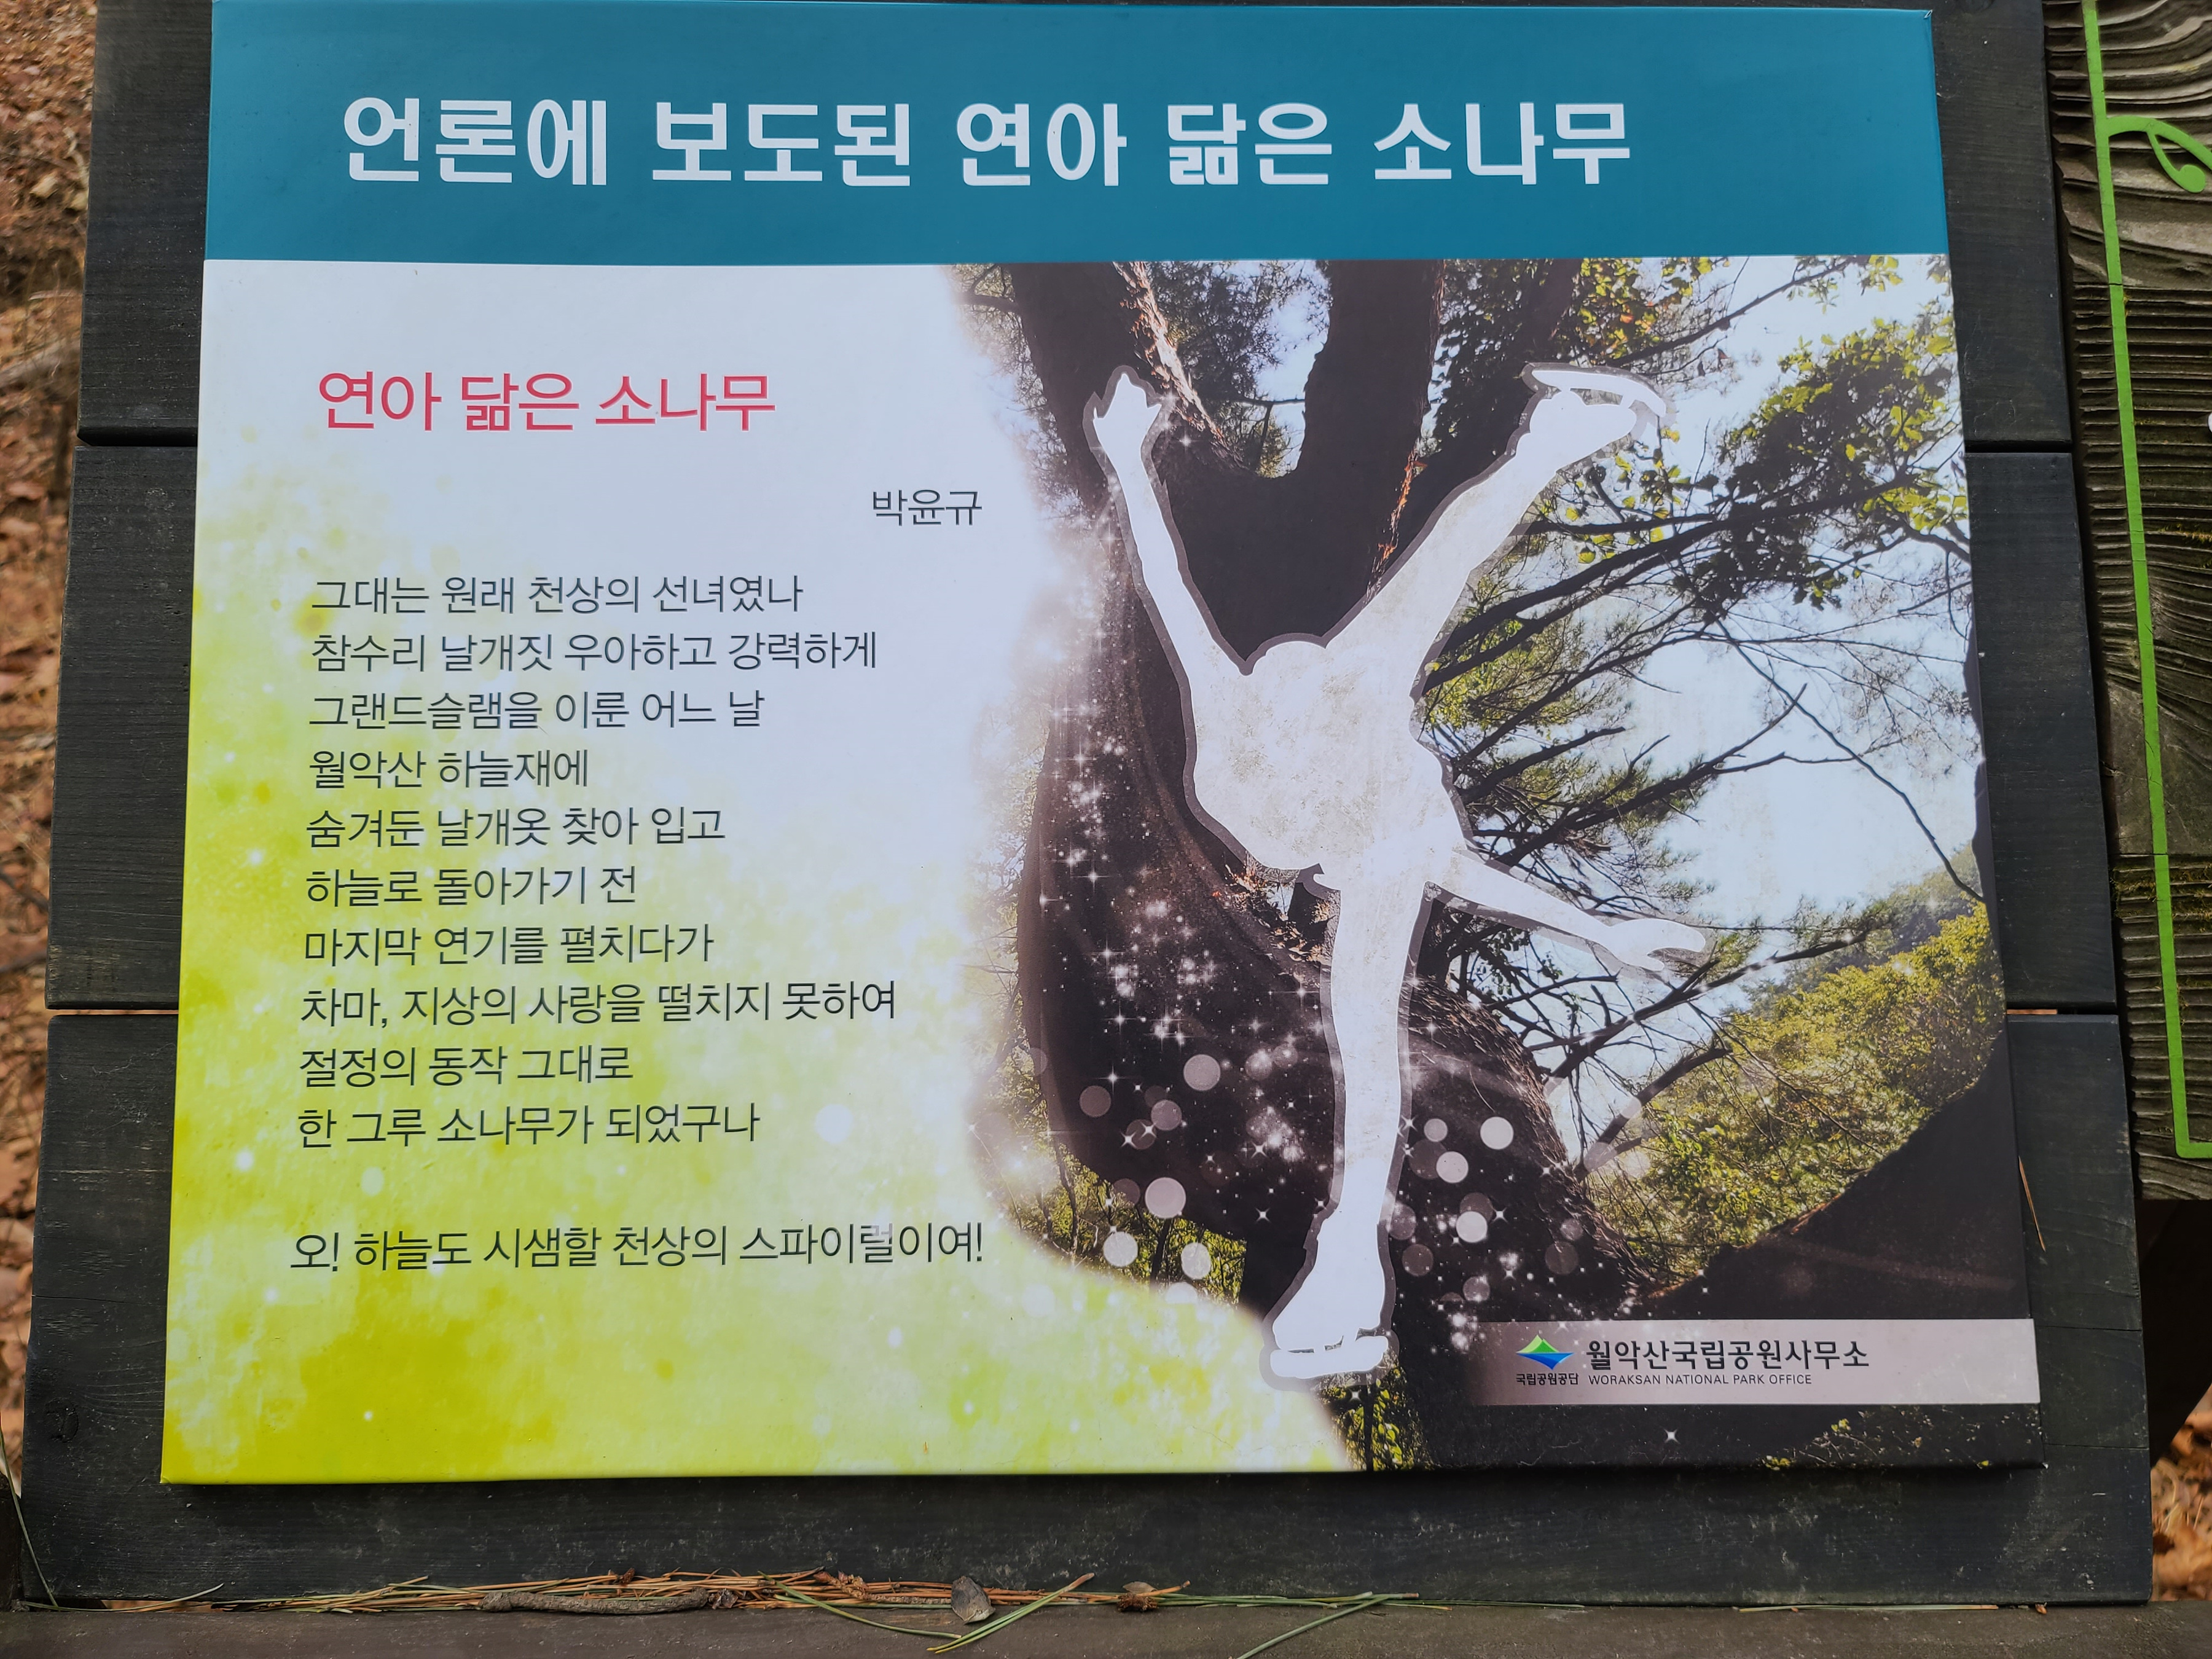 언론에 보도된 연아 닮은 소나무
연아 닮은 소나무
박윤규
그대는 원래 천상의 선녀였나
참수리 날개짓 우아하고 강력하게
그랜드슬램을 이룬 어느 날
월악산 하늘재에
숨겨둔 날개옷 찾아 입고
하늘로 돌아가기 전
마지막 연기를 펼치다가
차마, 지상의 사랑을 떨치지 못하여
절정의 동작 그대로
한 그루 소나무가 되었구나
오! 하늘도 시샘할 천상의 스파이럴이여!
월악산국립공원사무소
국립공원공단 WORAKSAN NATIONAL PARK OFFICE